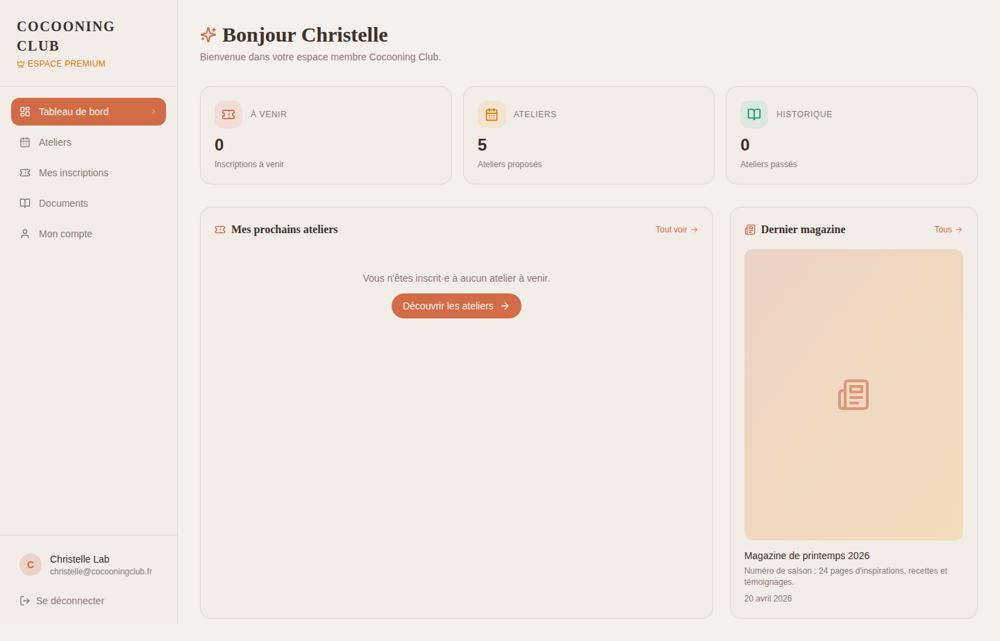 COCOONING
CLUB
ESPACE PREMIUM
Tableau de bord
Ateliers
Mes inscriptions
Documents
Mon compte
C
Christelle Lab
christelle@cocooningclub.fr
Se déconnecter
Bonjour Christelle
Bienvenue dans votre espace membre Cocooning Club.
À VENIR
0
Inscriptions à venir
ATELIERS
5
Ateliers proposés
HISTORIQUE
0
Ateliers passés
Mes prochains ateliers
Tout voir
Vous n'êtes inscrit·e à aucun atelier à venir.
Découvrir les ateliers
Dernier magazine
Tous
Magazine de printemps 2026
Numéro de saison : 24 pages d'inspirations, recettes et
témoignages.
20 avril 2026